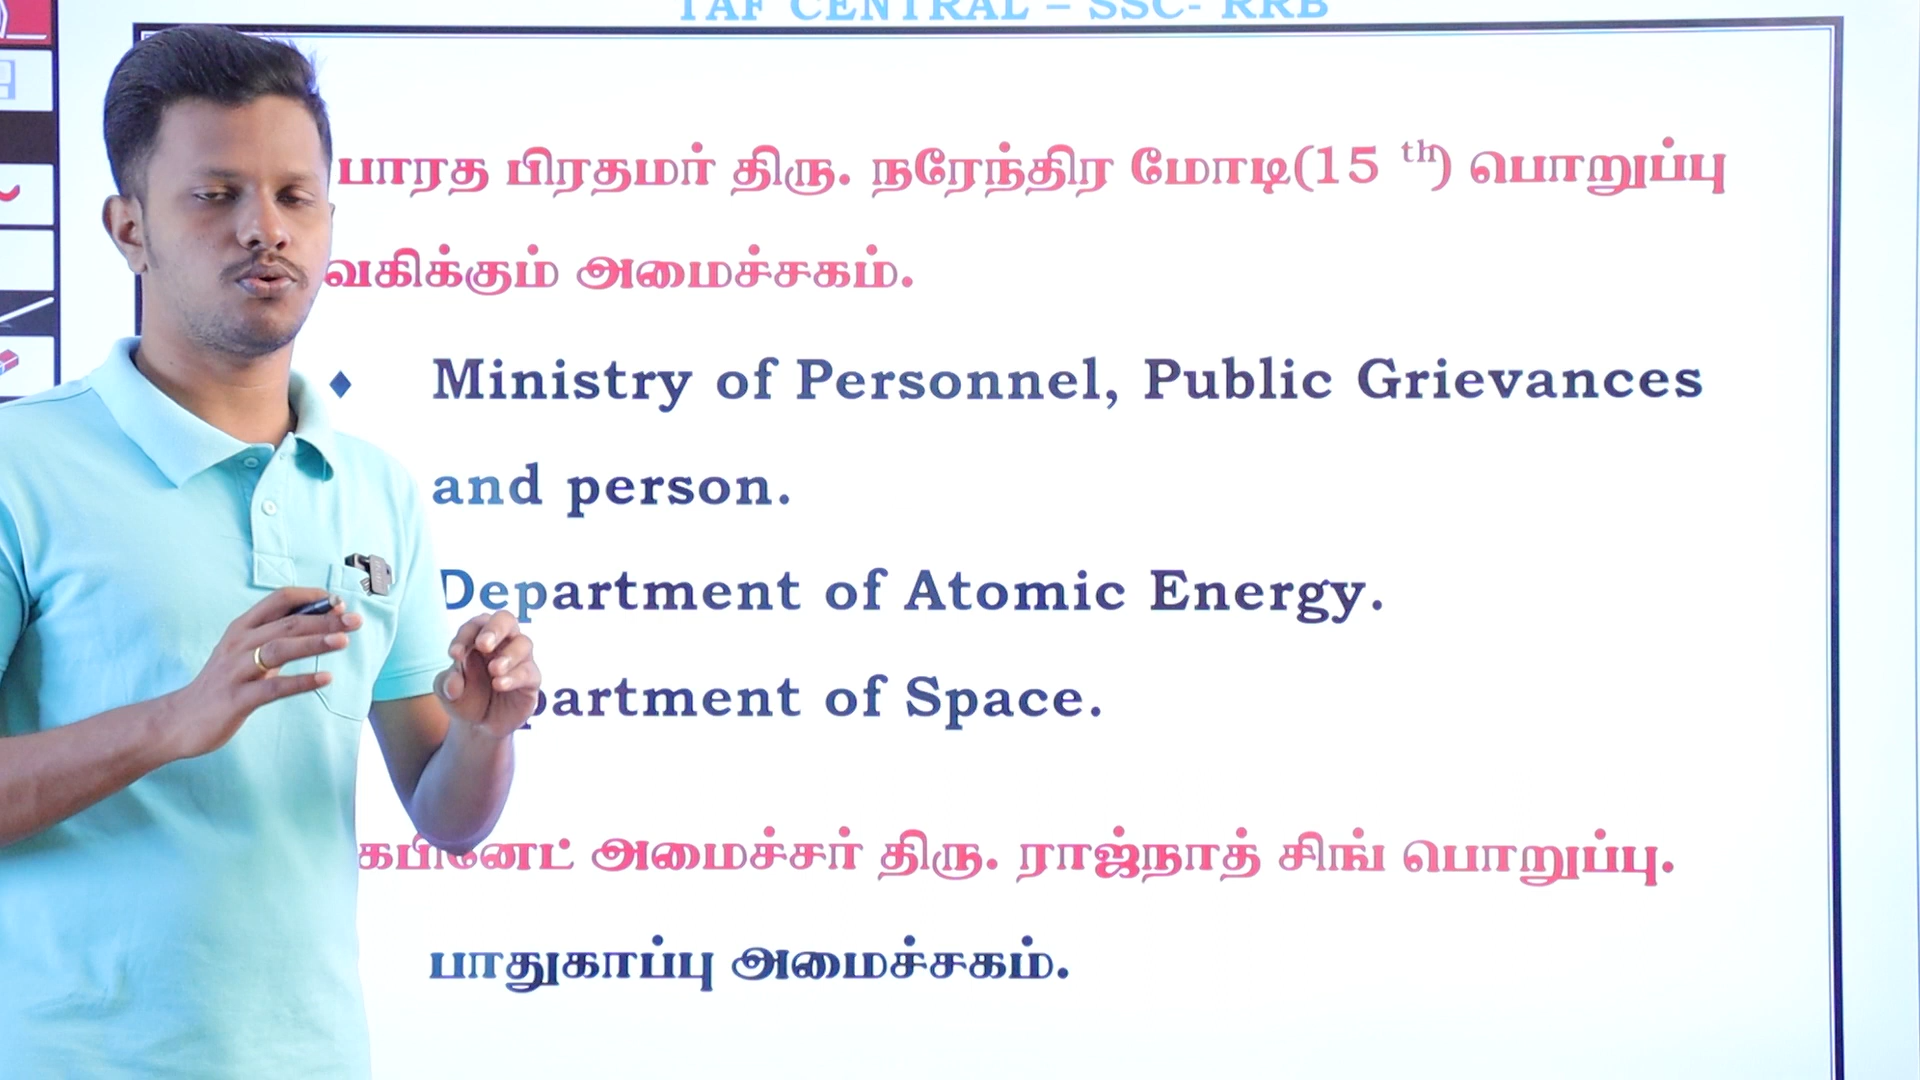 TAF CENTRAL – SSC- RRB
பாரத பிரதமர் திரு. நரேந்திர மோடி(15 th) பொறுப்பு
வகிக்கும் அமைச்சகம்.
Ministry of Personnel, Public Grievances
and person.
Department of Atomic Energy.
of Space.
கபினேட் அமைச்சர் திரு. ராஜ்நாத் சிங் பொறுப்பு.
பாதுகாப்பு அமைச்சகம்.